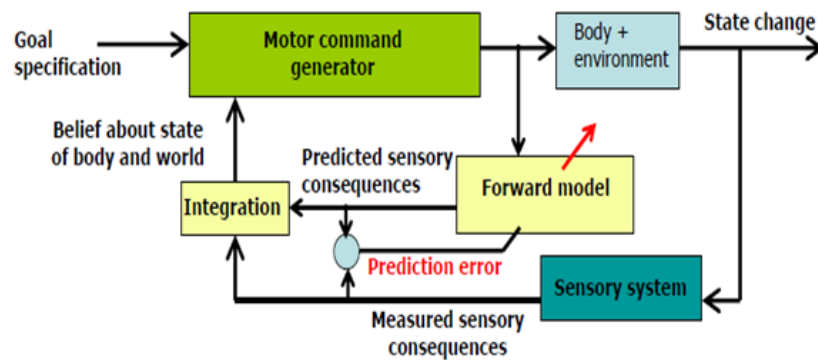 Goal
specification
Motor command
generator
Body +
environment
State change
Belief about state
of body and world
Predicted sensory
consequences
Forward model
Integration
Prediction error
Sensory system
Measured sensory
consequences